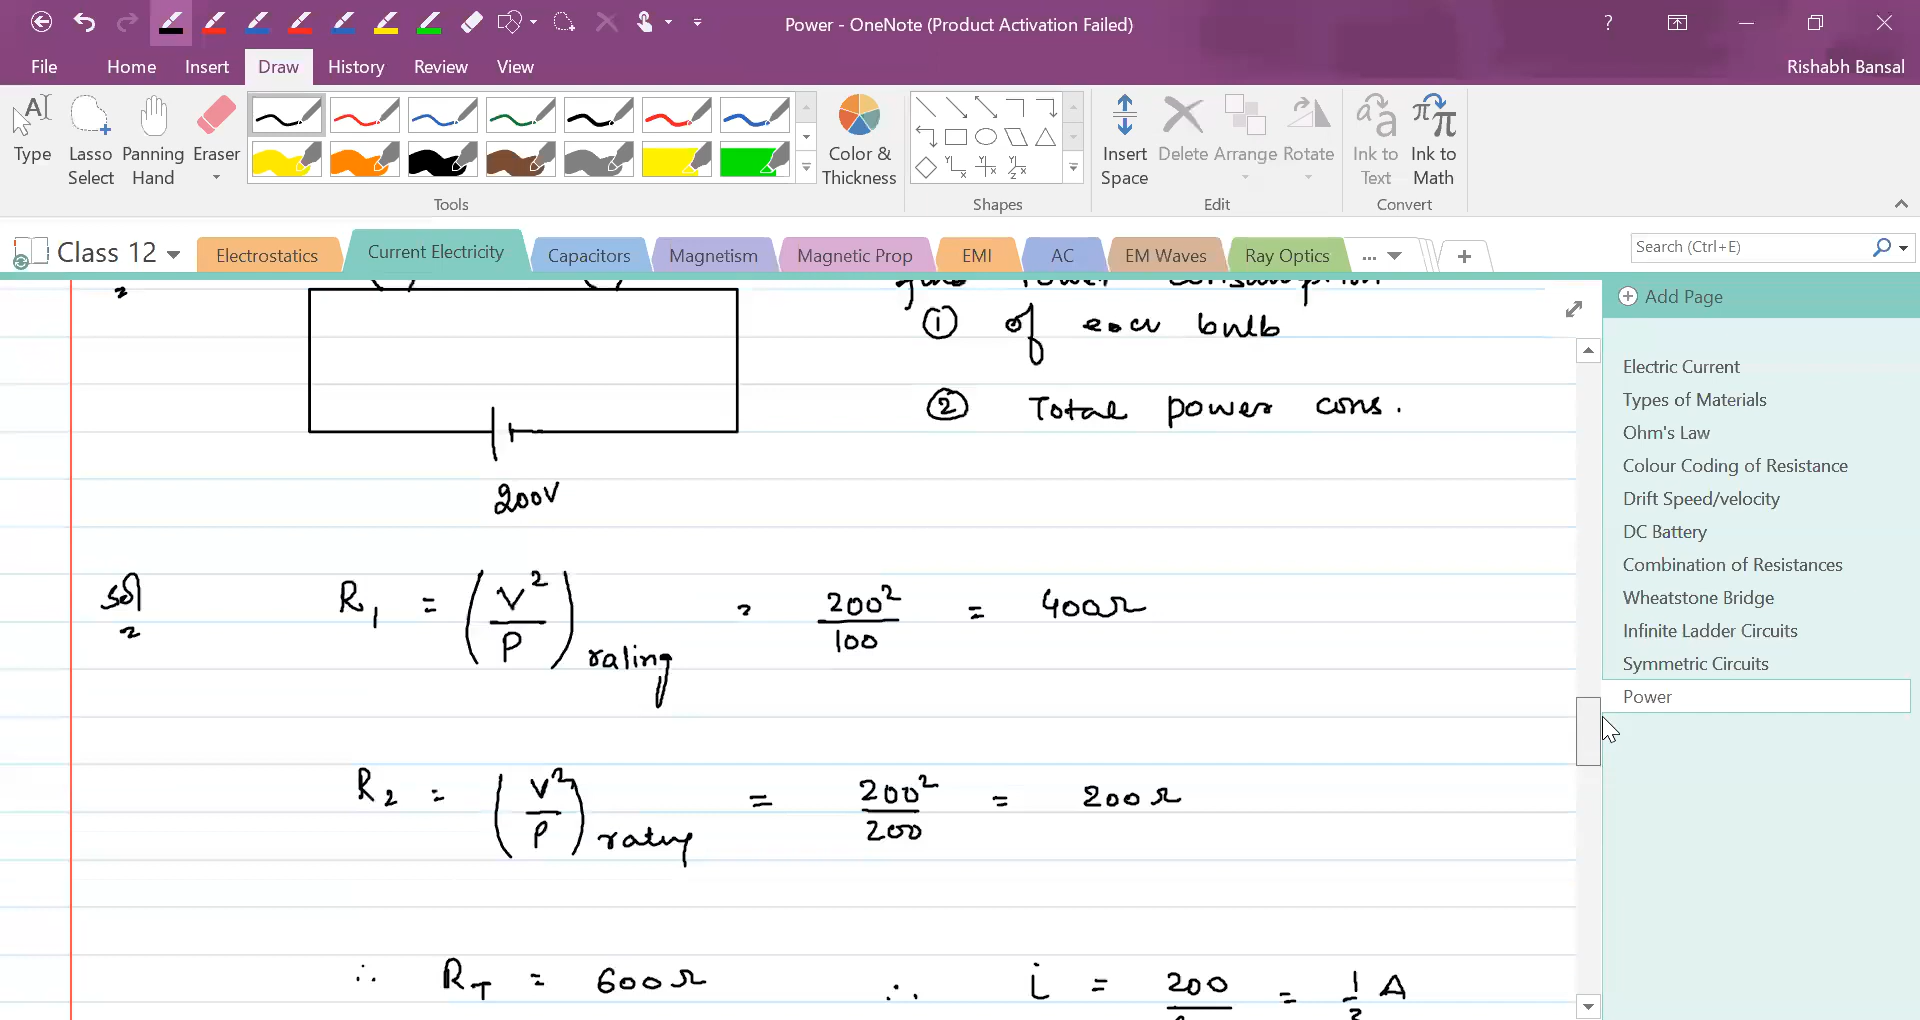 Power - OneNote (Product Activation Failed)
?
File Home Insert Draw History Review View
Rishabh Bansal
Type
Lasso Select
Panning Hand
Eraser
Color & Thickness
Insert Space
Delete
Arrange
Rotate
Ink to Text
Ink to Math
Tools
Shapes
Edit
Convert
Class 12
Electrostatics
Current Electricity
Capacitors
Magnetism
Magnetic Prop
EMI
AC
EM Waves
Ray Optics
...
Search (Ctrl+E)
Add Page
Electric Current
Types of Materials
Ohm's Law
Colour Coding of Resistance
Drift Speed/velocity
DC Battery
Combination of Resistances
Wheatstone Bridge
Infinite Ladder Circuits
Symmetric Circuits
Power
① of each bulb
② Total power cons.
200V
sol R₁ = (V²/P) rating = 200²/100 = 400Ω
R₂ = (V²/P) rating = 200²/200 = 200Ω
∴ R_T = 600Ω ∴ i = 200/ = 1/3 A